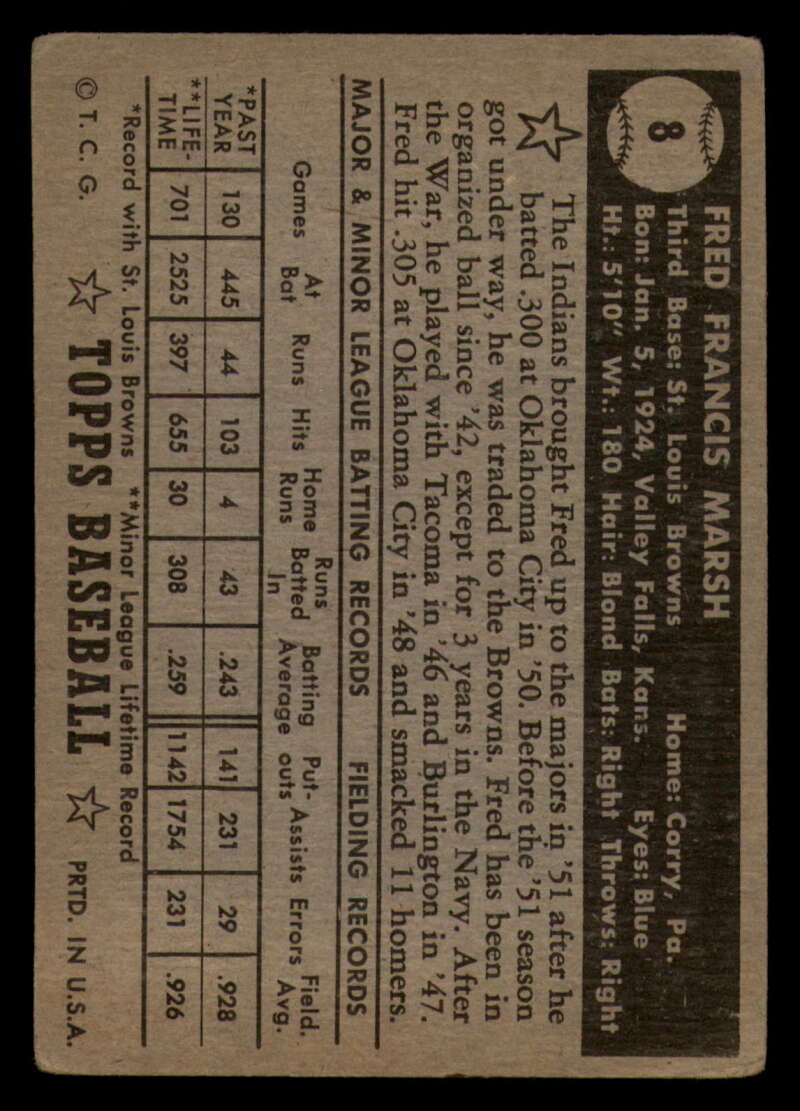 8
FRED FRANCIS MARSH
Third Base: St. Louis Browns Home: Corry, Pa.
Bon: Jan. 5, 1924, Valley Falls, Kans. Eyes: Blue
Ht.: 5'10" Wt.: 180 Hair: Blond Bats: Right Throws: Right
The Indians brought Fred up to the majors in '51 after he
batted .300 at Oklahoma City in '50. Before the '51 season
got under way, he was traded to the Browns. Fred has been in
organized ball since '42, except for 3 years in the Navy. After
the War, he played with Tacoma in '46 and Burlington in '47.
Fred hit .305 at Oklahoma City in '48 and smacked 11 homers.
MAJOR & MINOR LEAGUE BATTING RECORDS FIELDING RECORDS
Games At Bat Runs Hits Home Runs Runs Batted In Batting Average Put-outs Assists Errors Field. Avg.
*PAST YEAR 130 445 44 103 4 43 .243 141 231 29 .928
**LIFE-TIME 701 2525 397 655 30 308 .259 1142 1754 231 .926
*Record with St. Louis Browns **Minor League Lifetime Record
© T. C. G. TOPPS BASEBALL PRTD. IN U.S.A.